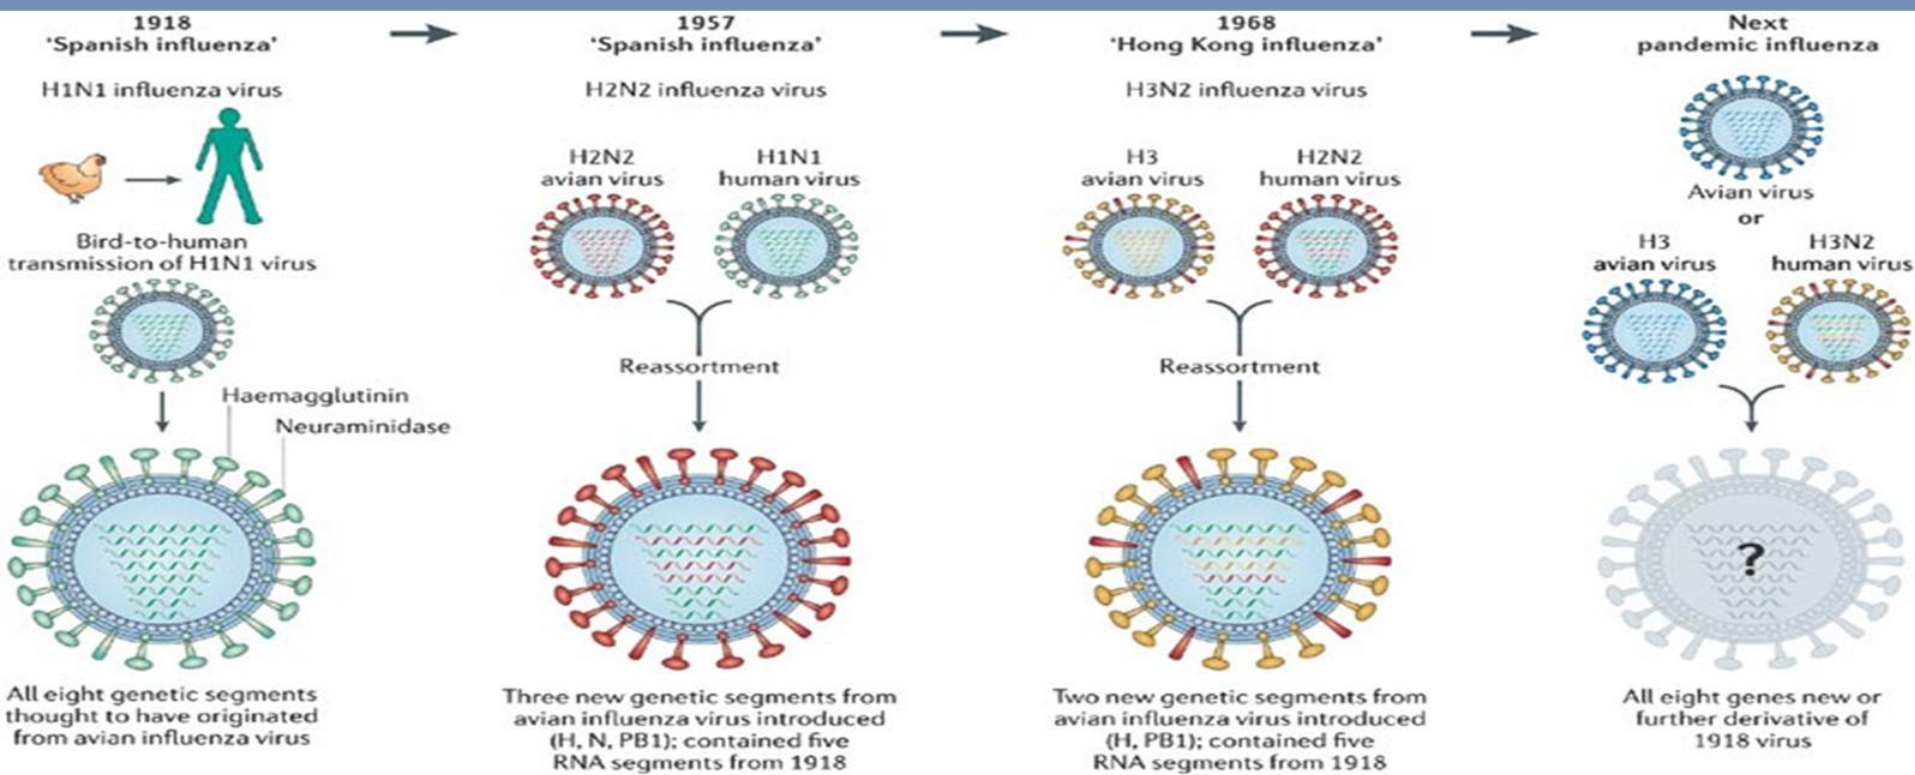 1918
‘Spanish influenza’
H1N1 influenza virus
Bird-to-human
transmission of H1N1 virus
Haemagglutinin
Neuraminidase
All eight genetic segments
thought to have originated
from avian influenza virus
1957
‘Spanish influenza’
H2N2 influenza virus
H2N2
avian virus
H1N1
human virus
Reassortment
Three new genetic segments from
avian influenza virus introduced
(H, N, PB1); contained five
RNA segments from 1918
1968
‘Hong Kong influenza’
H3N2 influenza virus
H3
avian virus
H2N2
human virus
Reassortment
Two new genetic segments from
avian influenza virus introduced
(H, PB1); contained five
RNA segments from 1918
Next
pandemic influenza
Avian virus
or
H3
avian virus
H3N2
human virus
?
All eight genes new or
further derivative of
1918 virus